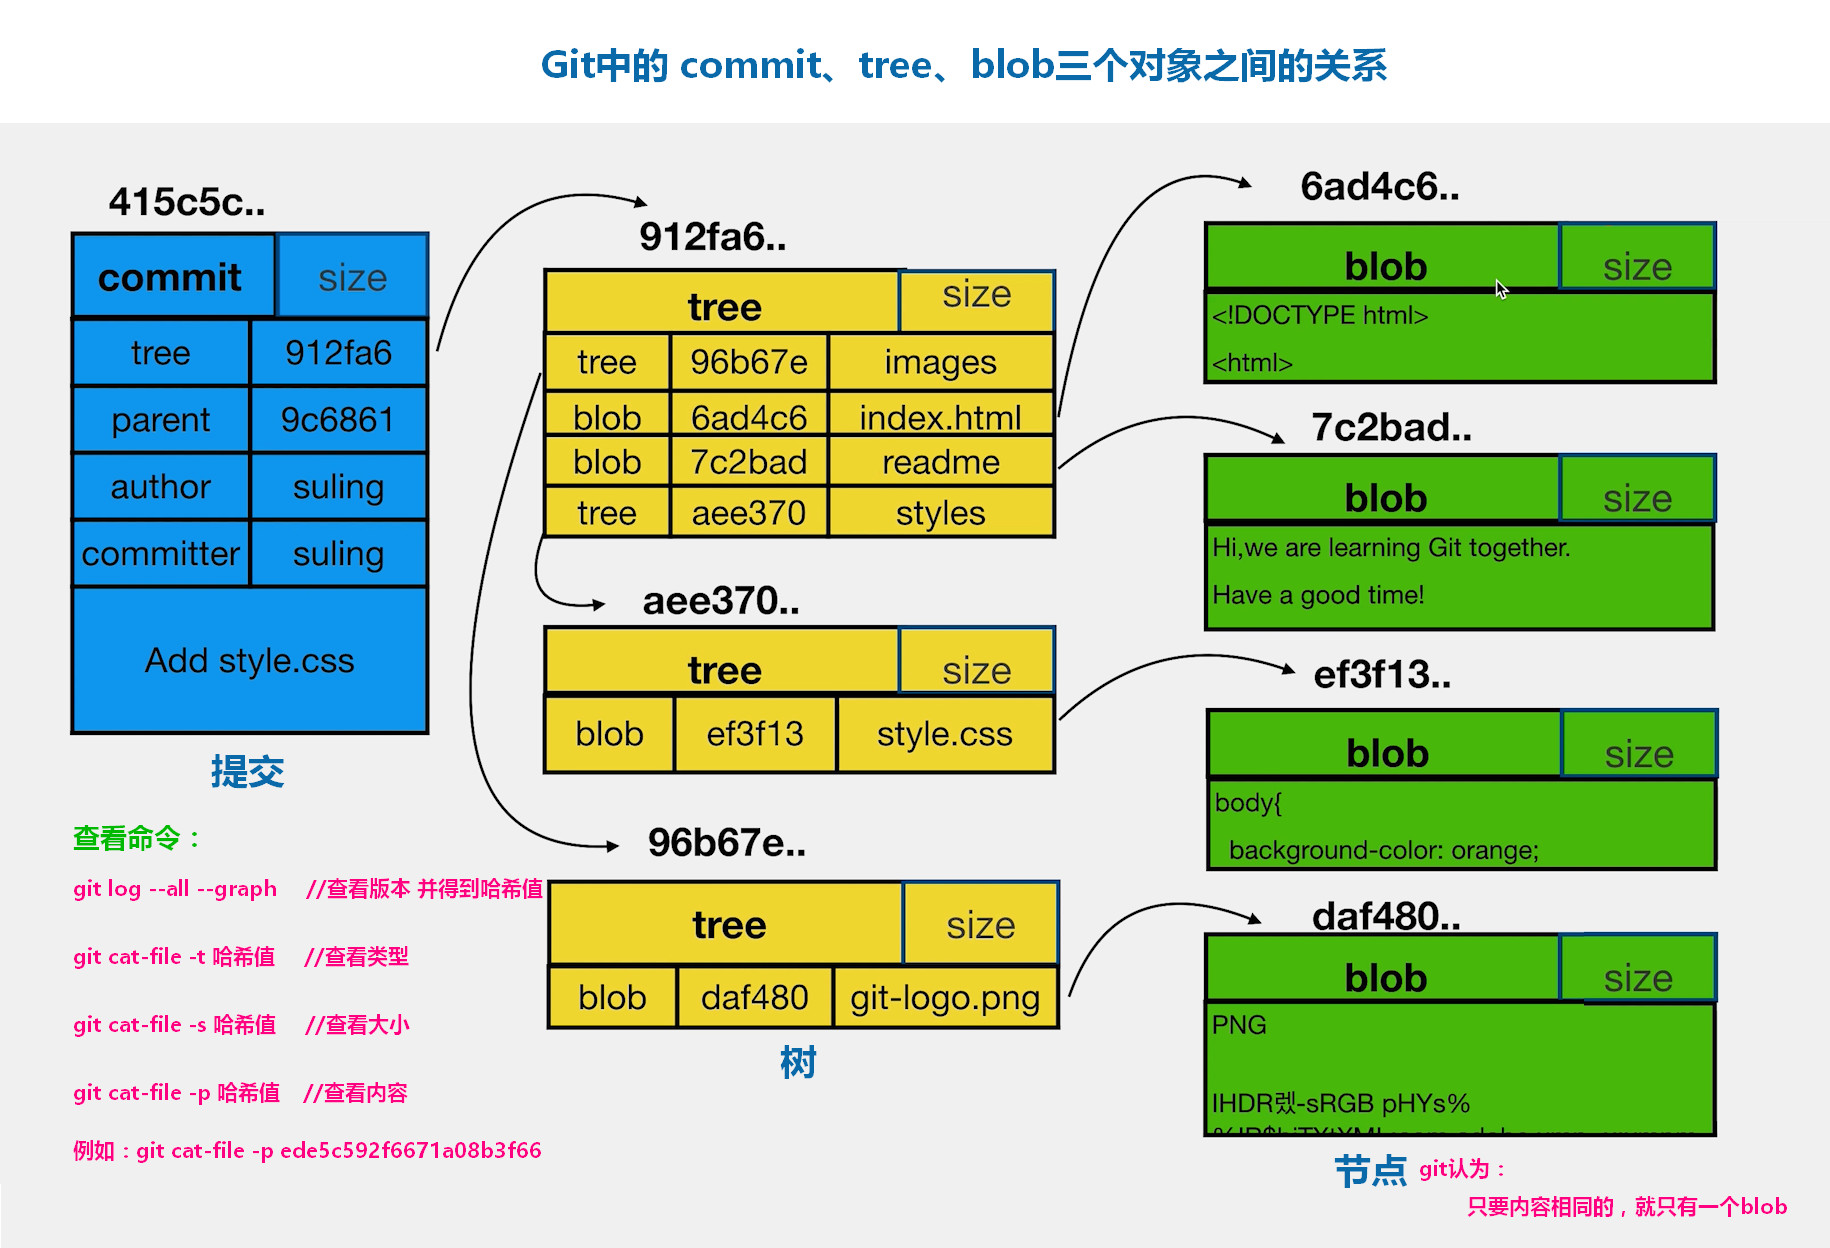 Git中的 commit、tree、blob三个对象之间的关系
415c5c..
commit size
tree 912fa6
parent 9c6861
author suling
committer suling
Add style.css
提交
查看命令：
git log --all --graph //查看版本 并得到哈希值
git cat-file -t 哈希值 //查看类型
git cat-file -s 哈希值 //查看大小
git cat-file -p 哈希值 //查看内容
例如：git cat-file -p ede5c592f6671a08b3f66
912fa6..
tree size
tree 96b67e images
blob 6ad4c6 index.html
blob 7c2bad readme
tree aee370 styles
aee370..
tree size
blob ef3f13 style.css
96b67e..
tree size
blob daf480 git-logo.png
树
6ad4c6..
blob size
<!DOCTYPE html>
<html>
7c2bad..
blob size
Hi,we are learning Git together.
Have a good time!
ef3f13..
blob size
body{
background-color: orange;
daf480..
blob size
PNG
IHDR렜-sRGB pHYs%
节点 git认为：
只要内容相同的，就只有一个blob